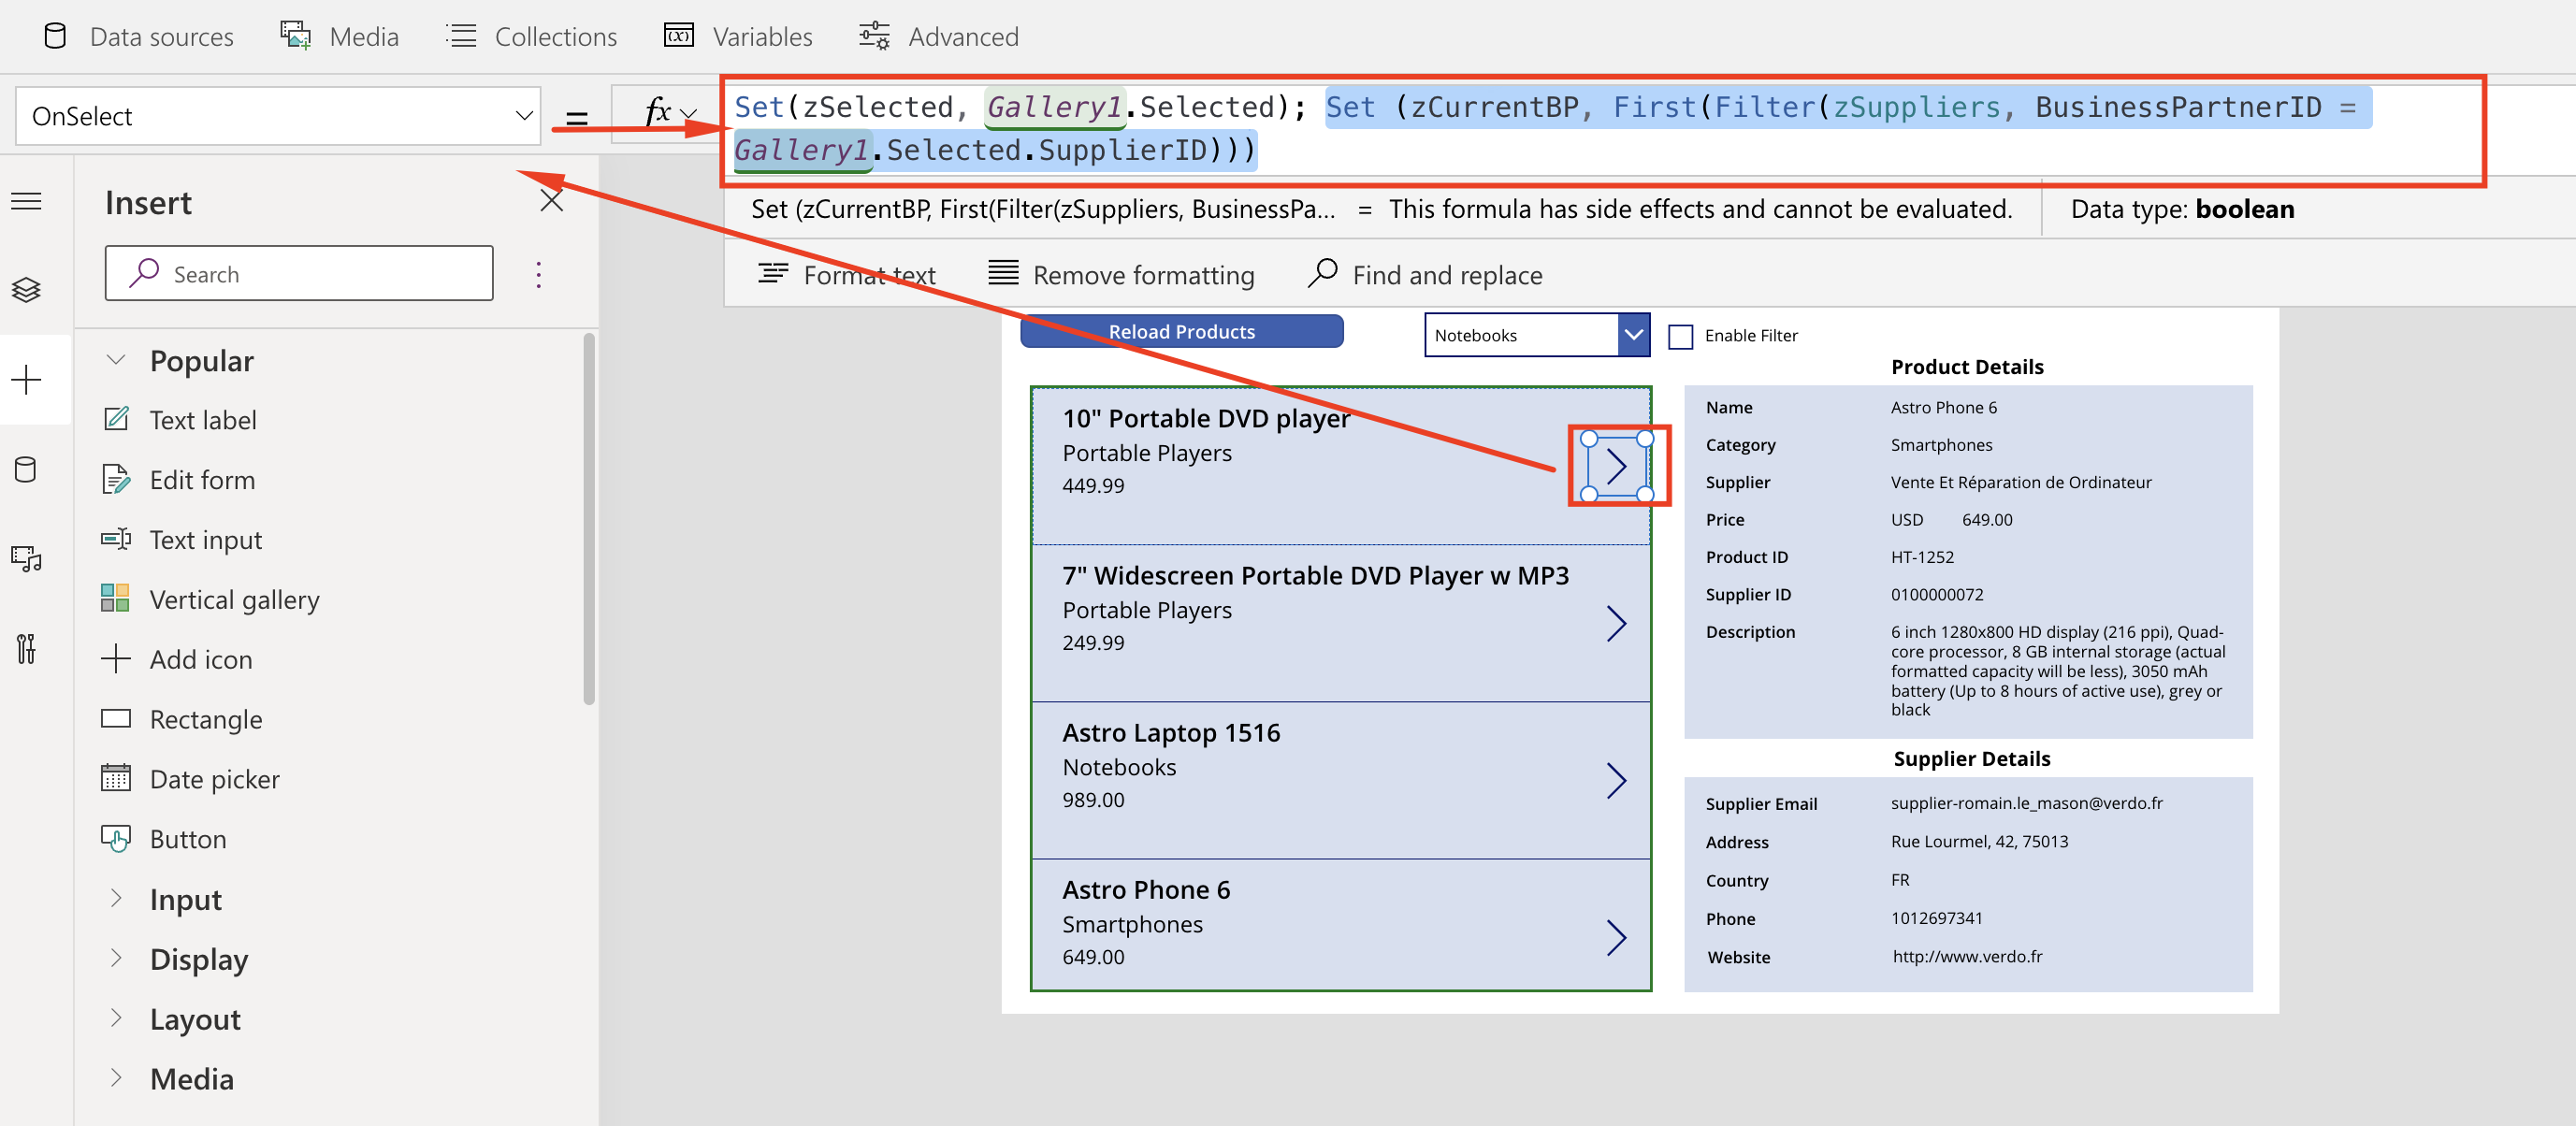 Data sources Media Collections Variables Advanced
OnSelect = fx Set(zSelected, Gallery1.Selected); Set (zCurrentBP, First(Filter(zSuppliers, BusinessPartnerID =
Gallery1.Selected.SupplierID)))
Set (zCurrentBP, First(Filter(zSuppliers, BusinessPa... = This formula has side effects and cannot be evaluated. Data type: boolean
Format text Remove formatting Find and replace
Insert
Search
Popular
Text label
Edit form
Text input
Vertical gallery
Add icon
Rectangle
Date picker
Button
Input
Display
Layout
Media
Reload Products
Notebooks
Enable Filter
10" Portable DVD player
Portable Players
449.99
7" Widescreen Portable DVD Player w MP3
Portable Players
249.99
Astro Laptop 1516
Notebooks
989.00
Astro Phone 6
Smartphones
649.00
Product Details
Name Astro Phone 6
Category Smartphones
Supplier Vente Et Réparation de Ordinateur
Price USD 649.00
Product ID HT-1252
Supplier ID 0100000072
Description 6 inch 1280x800 HD display (216 ppi), Quad-
core processor, 8 GB internal storage (actual
formatted capacity will be less), 3050 mAh
battery (Up to 8 hours of active use), grey or
black
Supplier Details
Supplier Email supplier-romain.le_mason@verdo.fr
Address Rue Lourmel, 42, 75013
Country FR
Phone 1012697341
Website http://www.verdo.fr